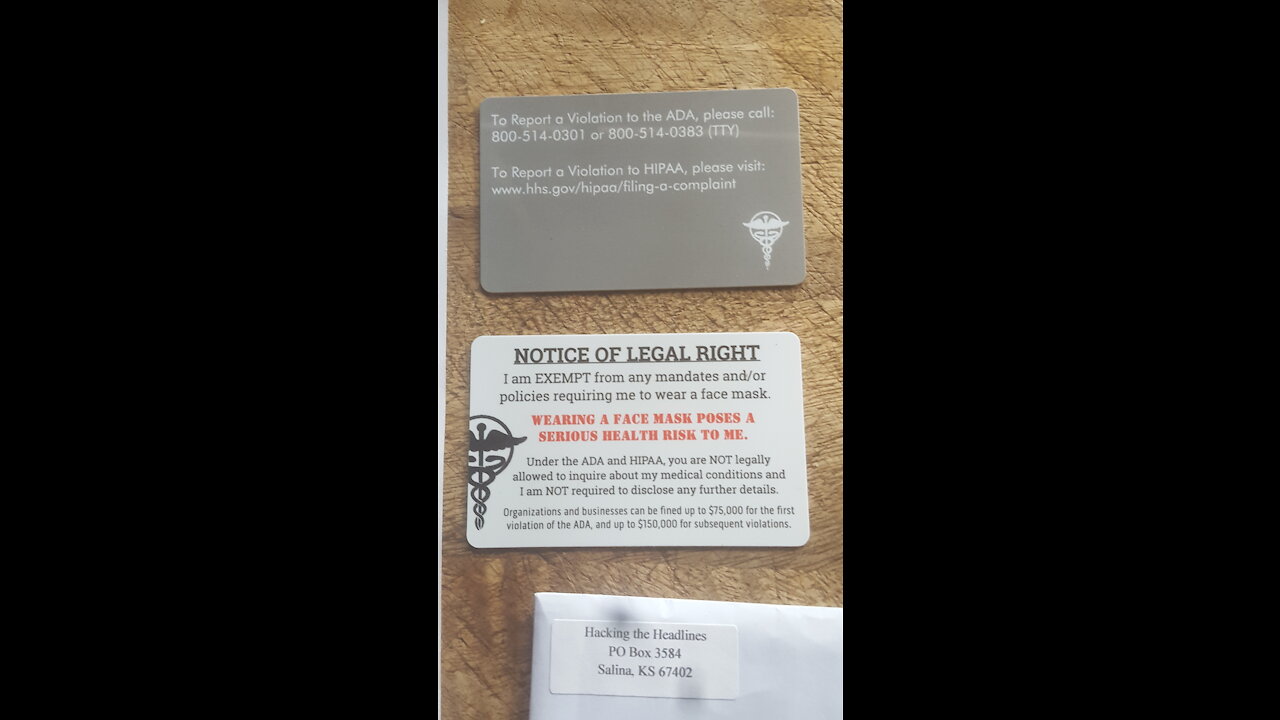 To Report a Violation to the ADA, please call:
800-514-0301 or 800-514-0383 (TTY)
To Report a Violation to HIPAA, please visit:
www.hhs.gov/hipaa/filing-a-complaint
NOTICE OF LEGAL RIGHT
I am EXEMPT from any mandates and/or
policies requiring me to wear a face mask.
WEARING A FACE MASK POSES A
SERIOUS HEALTH RISK TO ME.
Under the ADA and HIPAA, you are NOT legally
allowed to inquire about my medical conditions and
I am NOT required to disclose any further details.
Organizations and businesses can be fined up to $75,000 for the first
violation of the ADA, and up to $150,000 for subsequent violations.
Hacking the Headlines
PO Box 3584
Salina, KS 67402